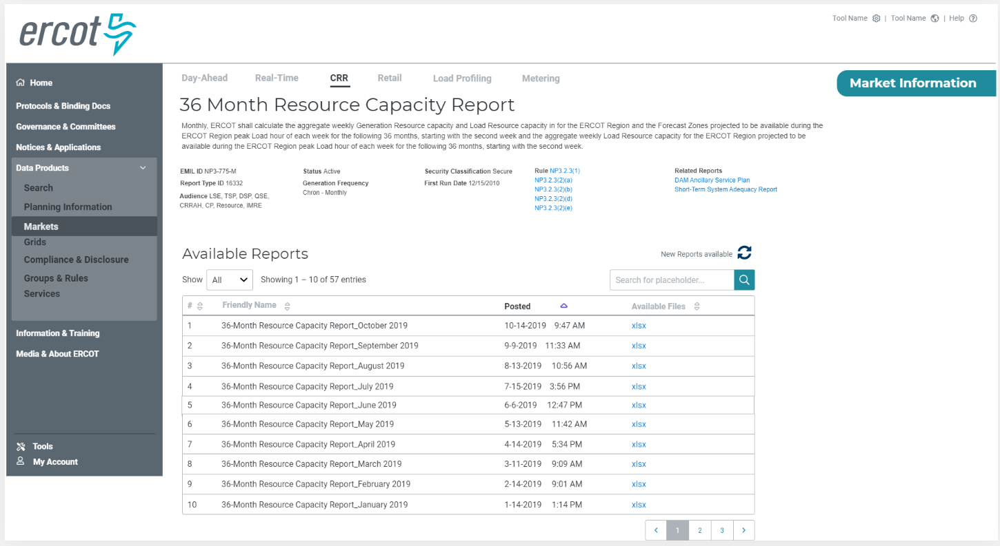 ercot
Tool Name | Tool Name | Help ?
Home
Protocols & Binding Docs
Governance & Committees
Notices & Applications
Data Products
Search
Planning Information
Markets
Grids
Compliance & Disclosure
Groups & Rules
Services
Information & Training
Media & About ERCOT
Tools
My Account
Day-Ahead Real-Time CRR Retail Load Profiling Metering
Market Information
36 Month Resource Capacity Report
Monthly, ERCOT shall calculate the aggregate weekly Generation Resource capacity and Load Resource capacity in for the ERCOT Region and the Forecast Zones projected to be available during the
ERCOT Region peak Load hour of each week for the following 36 months, starting with the second week and the aggregate weekly Load Resource capacity for the ERCOT Region projected to be
available during the ERCOT Region peak Load hour of each week for the following 36 months, starting with the second week.
EMIL ID NP3-775-M
Report Type ID 16332
Audience LSE, TSP, DSP, QSE,
CRRAH, CP, Resource, IMRE
Status Active
Generation Frequency
Chron - Monthly
Security Classification Secure
First Run Date 12/15/2010
Rule NP3.2.3(1)
NP3.2.3(2)(a)
NP3.2.3(2)(b)
NP3.2.3(2)(d)
NP3.2.3(2)(e)
Related Reports
DAM Ancillary Service Plan
Short-Term System Adequacy Report
Available Reports
New Reports available
Show All Showing 1 – 10 of 57 entries
Search for placeholder...
# Friendly Name Posted Available Files
1 36-Month Resource Capacity Report_October 2019 10-14-2019 9:47 AM xlsx
2 36-Month Resource Capacity Report_September 2019 9-9-2019 11:33 AM xlsx
3 36-Month Resource Capacity Report_August 2019 8-13-2019 10:56 AM xlsx
4 36-Month Resource Capacity Report_July 2019 7-15-2019 3:56 PM xlsx
5 36-Month Resource Capacity Report_June 2019 6-6-2019 12:47 PM xlsx
6 36-Month Resource Capacity Report_May 2019 5-13-2019 11:42 AM xlsx
7 36-Month Resource Capacity Report_April 2019 4-14-2019 5:34 PM xlsx
8 36-Month Resource Capacity Report_March 2019 3-11-2019 9:09 AM xlsx
9 36-Month Resource Capacity Report_February 2019 2-14-2019 9:01 AM xlsx
10 36-Month Resource Capacity Report_January 2019 1-14-2019 1:14 PM xlsx
1 2 3